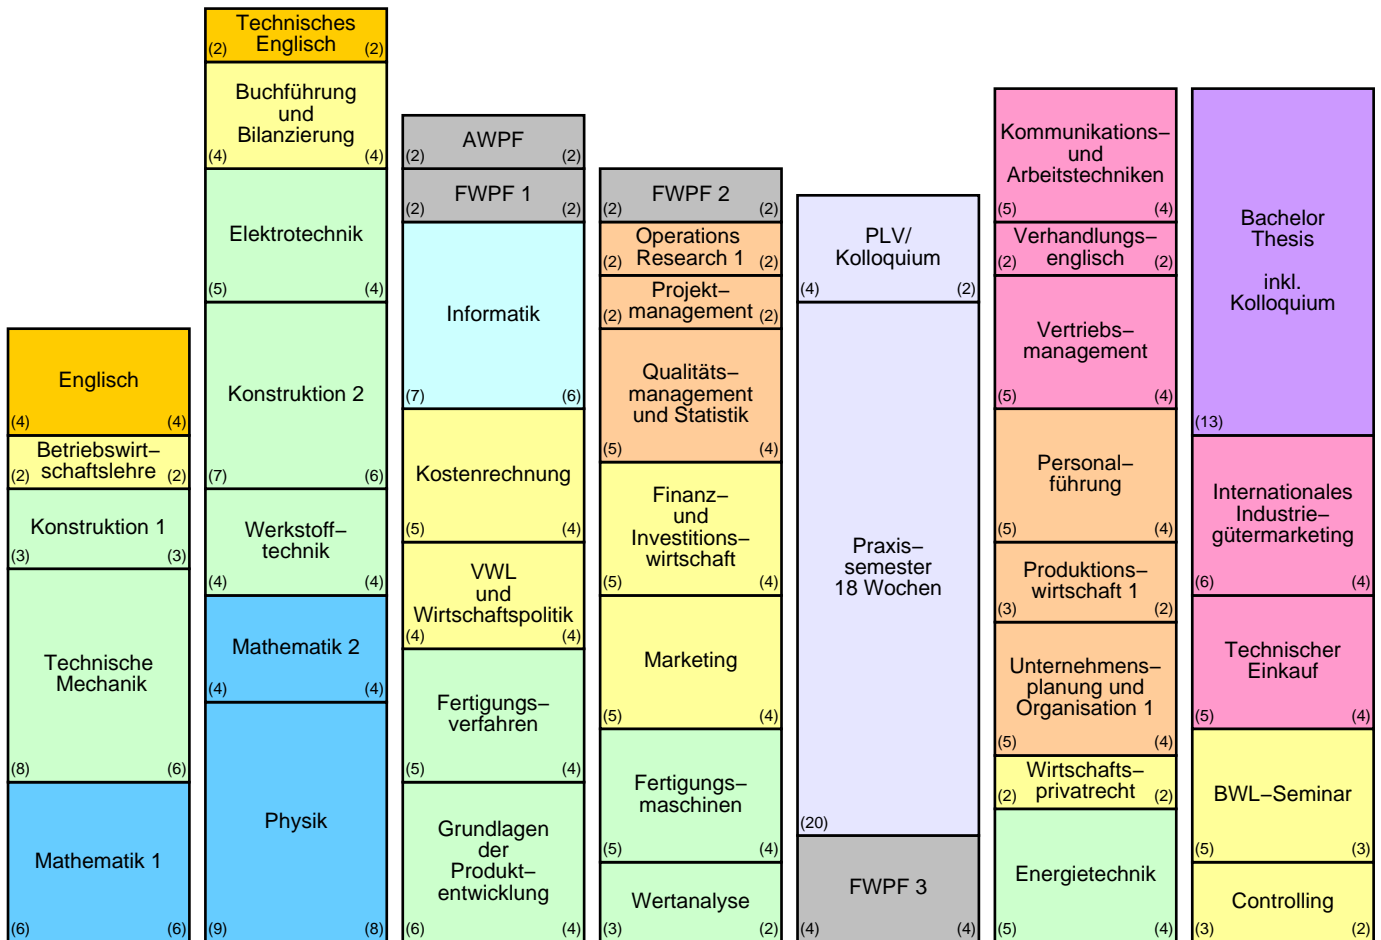 Englisch
(4) (4)
Betriebswirt–
(2) schaftslehre (2)
Konstruktion 1
(3) (3)
Technische
Mechanik
(8) (6)
Mathematik 1
(6) (6)
Technisches
(2) Englisch (2)
Buchführung
und
Bilanzierung
(4) (4)
Elektrotechnik
(5) (4)
Konstruktion 2
(7) (6)
Werkstoff–
technik
(4) (4)
Mathematik 2
(4) (4)
Physik
(9) (8)
AWPF
(2) (2)
FWPF 1
(2) (2)
Informatik
(7) (6)
Kostenrechnung
(5) (4)
VWL
und
Wirtschaftspolitik
(4) (4)
Fertigungs–
verfahren
(5) (4)
Grundlagen
der
Produkt–
entwicklung
(6) (4)
FWPF 2
(2) (2)
Operations
(2) Research 1 (2)
Projekt–
(2) management (2)
Qualitäts–
management
und Statistik
(5) (4)
Finanz–
und
Investitions–
wirtschaft
(5) (4)
Marketing
(5) (4)
Fertigungs–
maschinen
(5) (4)
Wertanalyse
(3) (2)
PLV/
Kolloquium
(4) (2)
Praxis–
semester
18 Wochen
(20)
FWPF 3
(4) (4)
Kommunikations–
und
Arbeitstechniken
(5) (4)
Verhandlungs–
(2) englisch (2)
Vertriebs–
management
(5) (4)
Personal–
führung
(5) (4)
Produktions–
wirtschaft 1
(3) (2)
Unternehmens–
planung und
Organisation 1
(5) (4)
Wirtschafts–
(2) privatrecht (2)
Energietechnik
(5) (4)
Bachelor
Thesis
inkl.
Kolloquium
(13)
Internationales
Industrie–
gütermarketing
(6) (4)
Technischer
Einkauf
(5) (4)
BWL–Seminar
(5) (3)
Controlling
(3) (2)